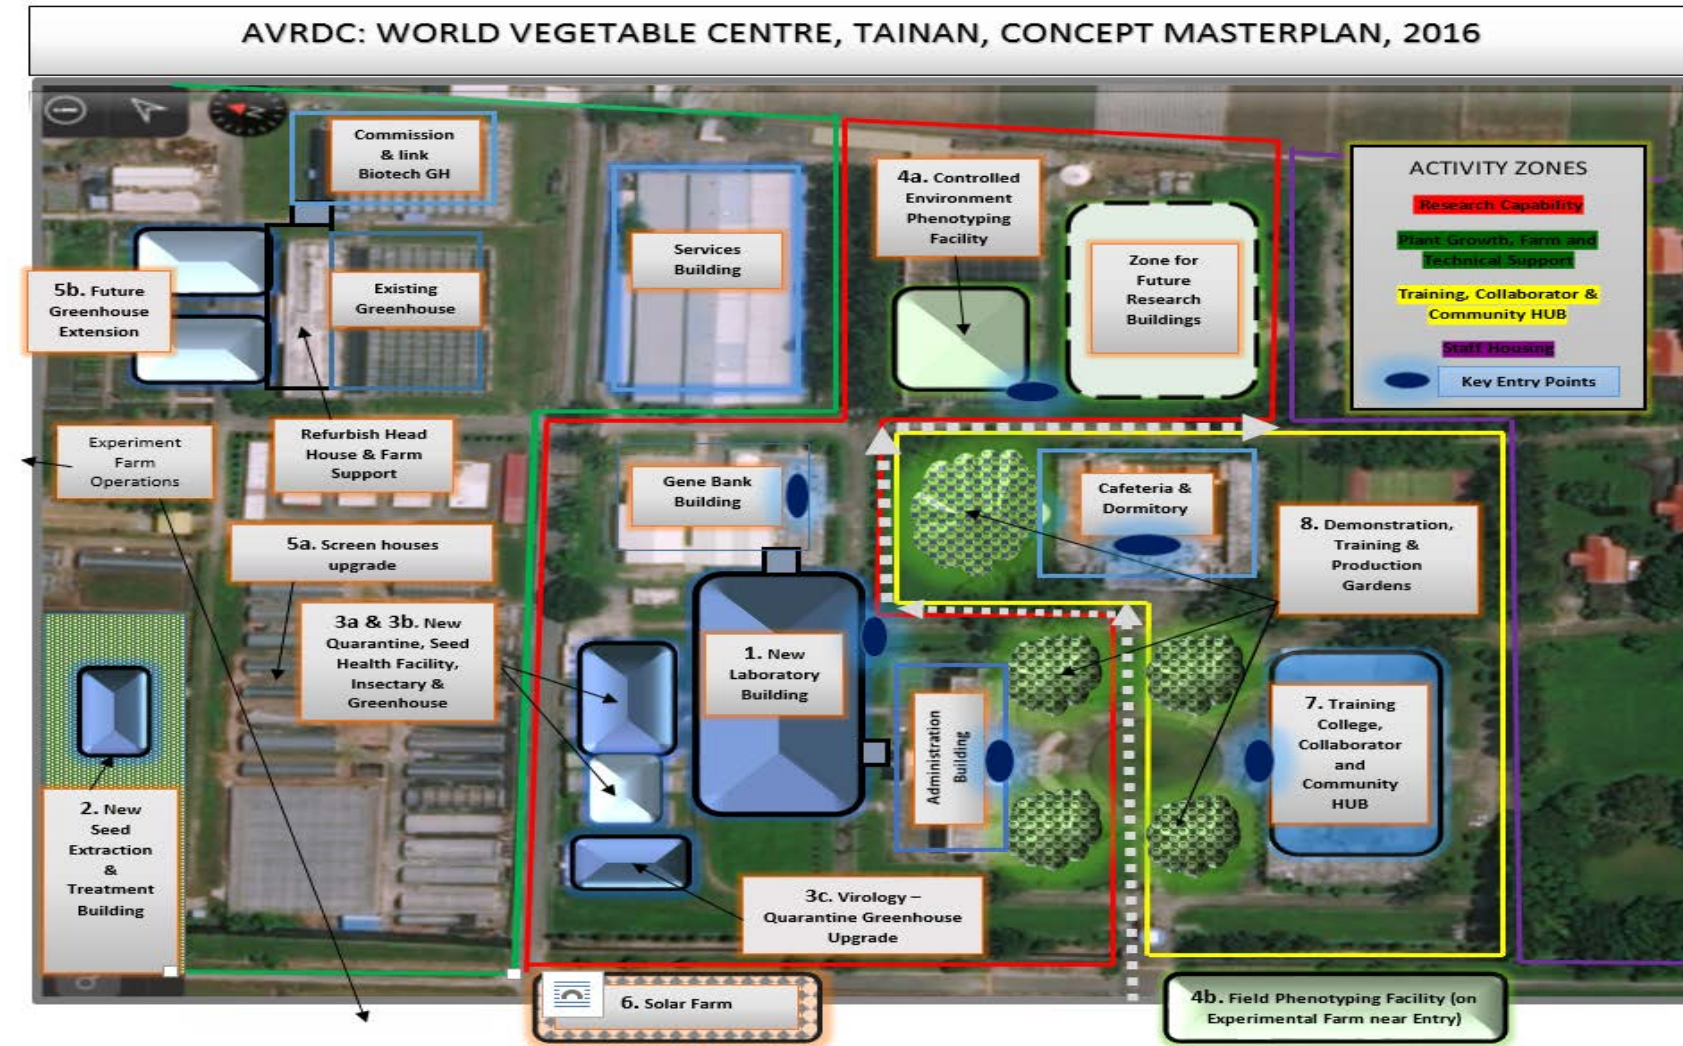 AVRDC: WORLD VEGETABLE CENTRE, TAINAN, CONCEPT MASTERPLAN, 2016
N
Commission
& link
Biotech GH
5b. Future
Greenhouse
Extension
Existing
Greenhouse
Services
Building
4a. Controlled
Environment
Phenotyping
Facility
Zone for
Future
Research
Buildings
ACTIVITY ZONES
Research Capability
Plant Growth, Farm and
Technical Support
Training, Collaborator &
Community HUB
Staff Housing
Key Entry Points
Experiment
Farm
Operations
Refurbish Head
House & Farm
Support
Gene Bank
Building
Cafeteria &
Dormitory
8. Demonstration,
Training &
Production
Gardens
5a. Screen houses
upgrade
3a & 3b. New
Quarantine, Seed
Health Facility,
Insectary &
Greenhouse
1. New
Laboratory
Building
Administration
Building
7. Training
College,
Collaborator
and
Community
HUB
2. New
Seed
Extraction
&
Treatment
Building
3c. Virology –
Quarantine Greenhouse
Upgrade
6. Solar Farm
4b. Field Phenotyping Facility (on
Experimental Farm near Entry)